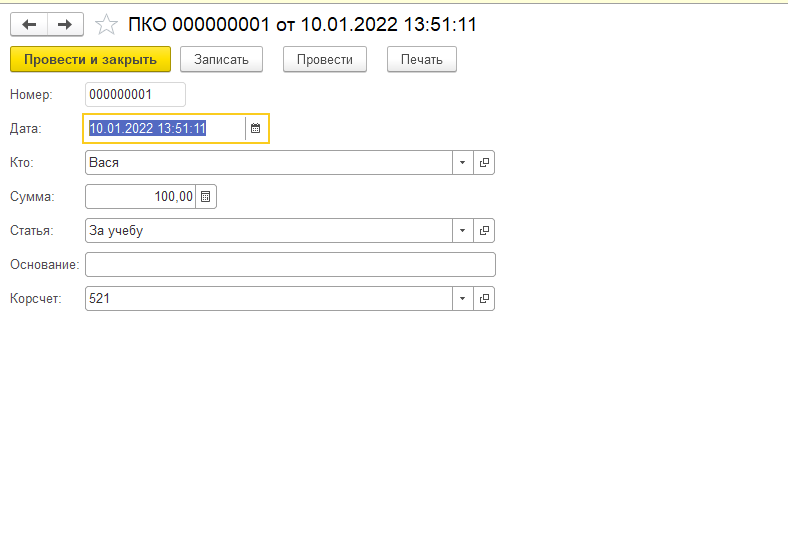 ПКО 000000001 от 10.01.2022 13:51:11
Провести и закрыть Записать Провести Печать
Номер: 000000001
Дата: 10.01.2022 13:51:11
Кто: Вася
Сумма: 100,00
Статья: За учебу
Основание:
Корсчет: 521